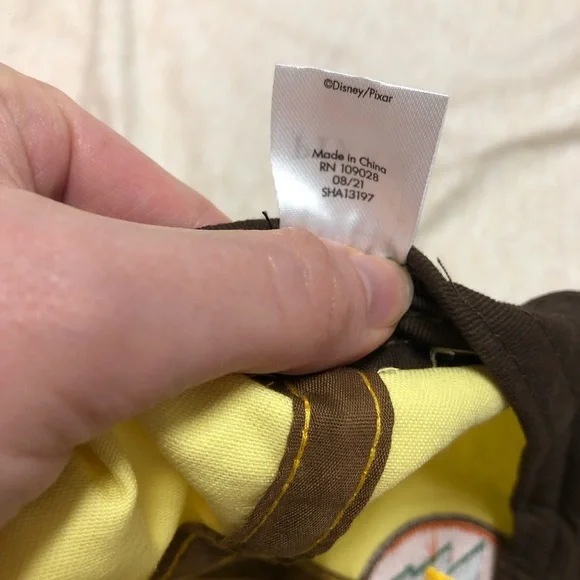 ©Disney/Pixar
Made in China
RN 109028
08/21
SHA13197